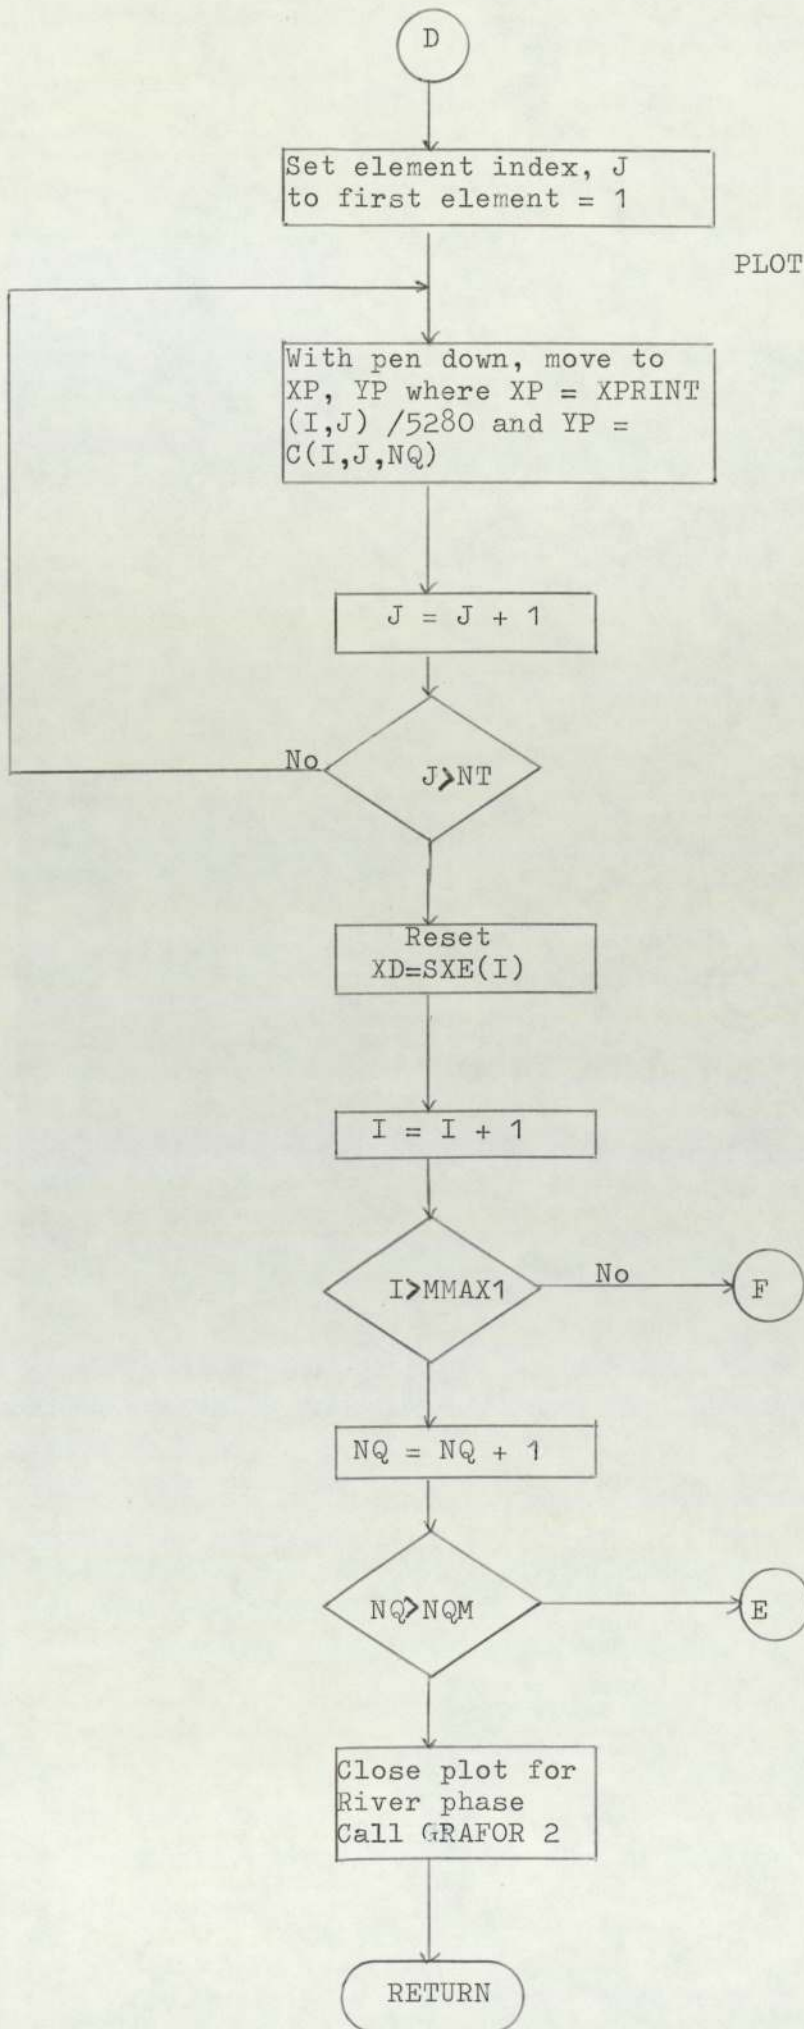 D
Set element index, J
to first element = 1
PLOT
With pen down, move to
XP, YP where XP = XPRINT
(I,J) /5280 and YP =
C(I,J,NQ)
J = J + 1
No
J>NT
Reset
XD=SXE(I)
I = I + 1
I>MMAX1
No
F
NQ = NQ + 1
NQ>NQM
E
Close plot for
River phase
Call GRAFOR 2
RETURN